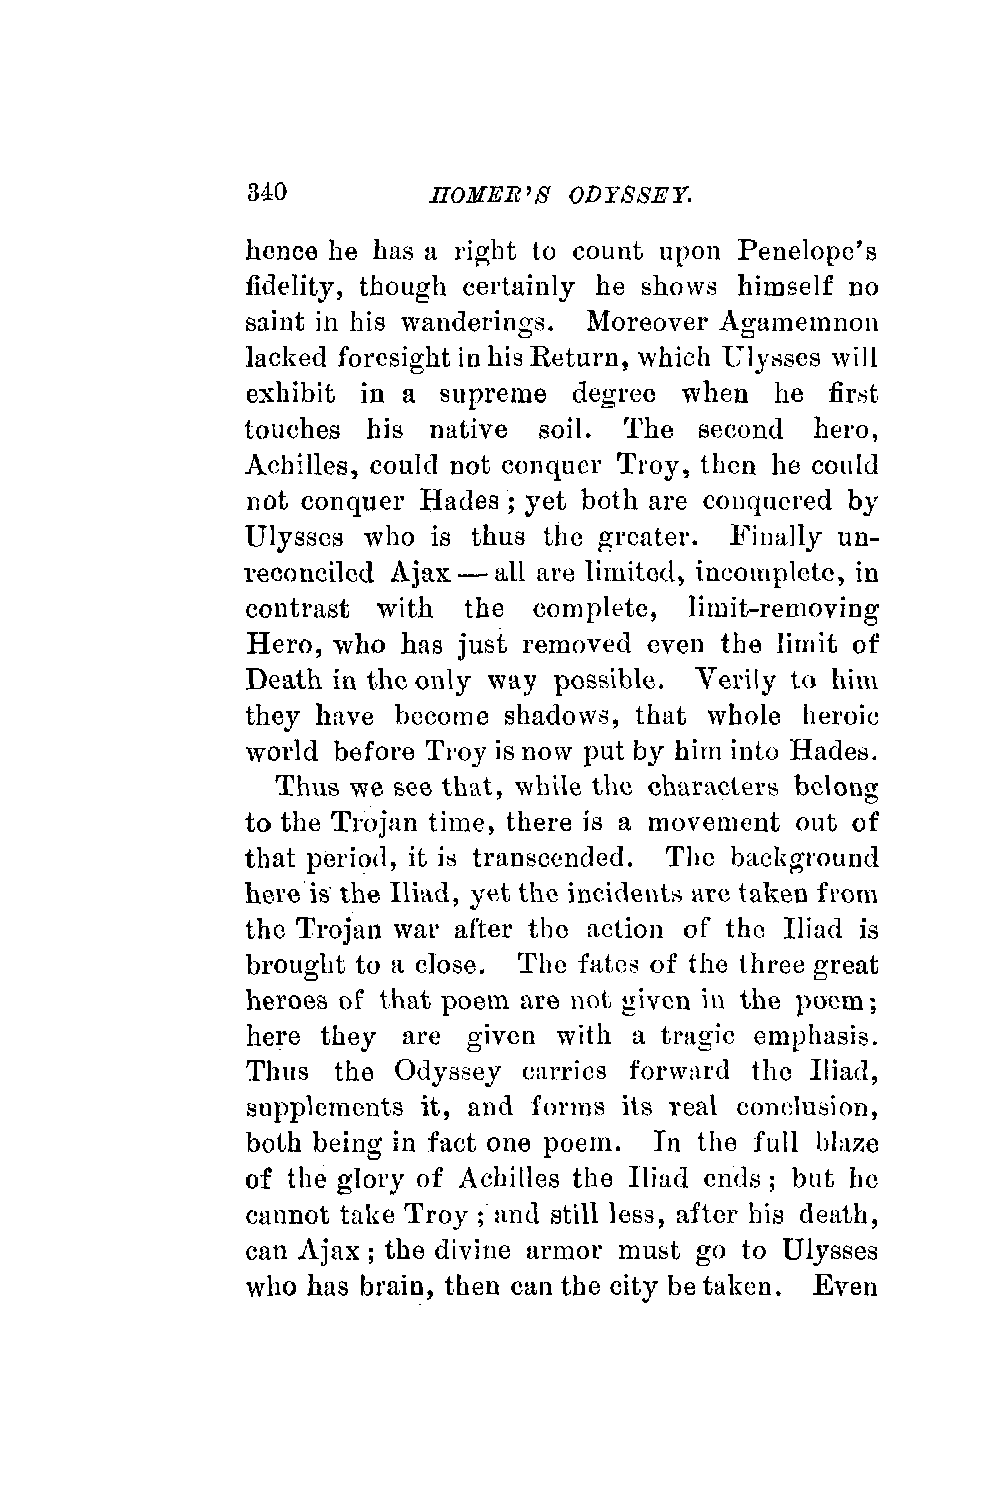 340 HOMER'S ODYSSEY.
hence he has a right to count upon Penelope's
fidelity, though certainly he shows himself no
saint in his wanderings. Moreover Agamemnon
lacked foresight in his Return, which Ulysses will
exhibit in a supreme degree when he first
touches his native soil. The second hero,
Achilles, could not conquer Troy, then he could
not conquer Hades; yet both are conquered by
Ulysses who is thus the greater. Finally un-
reconciled Ajax — all are limited, incomplete, in
contrast with the complete, limit-removing
Hero, who has just removed even the limit of
Death in the only way possible. Verily to him
they have become shadows, that whole heroic
world before Troy is now put by him into Hades.
Thus we see that, while the characters belong
to the Trojan time, there is a movement out of
that period, it is transcended. The background
here is the Iliad, yet the incidents are taken from
the Trojan war after the action of the Iliad is
brought to a close. The fates of the three great
heroes of that poem are not given in the poem;
here they are given with a tragic emphasis.
Thus the Odyssey carries forward the Iliad,
supplements it, and forms its real conclusion,
both being in fact one poem. In the full blaze
of the glory of Achilles the Iliad ends; but he
cannot take Troy; and still less, after his death,
can Ajax; the divine armor must go to Ulysses
who has brain, then can the city be taken. Even